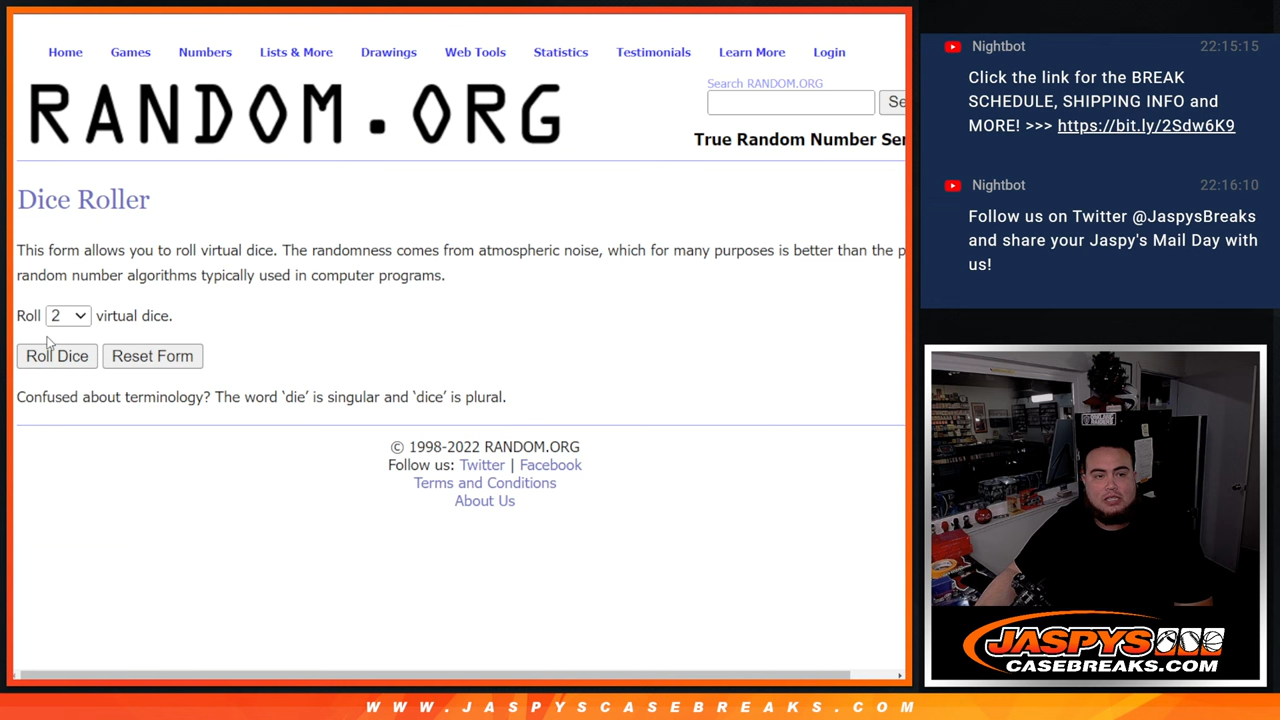 Home Games Numbers Lists & More Drawings Web Tools Statistics Testimonials Learn More Login
RANDOM.ORG
Search RANDOM.ORG
Se
True Random Number Ser
Dice Roller
This form allows you to roll virtual dice. The randomness comes from atmospheric noise, which for many purposes is better than the p
random number algorithms typically used in computer programs.
Roll 2 virtual dice.
Roll Dice Reset Form
Confused about terminology? The word ‘die’ is singular and ‘dice’ is plural.
© 1998-2022 RANDOM.ORG
Follow us: Twitter | Facebook
Terms and Conditions
About Us
Nightbot 22:15:15
Click the link for the BREAK
SCHEDULE, SHIPPING INFO and
MORE! >>> https://bit.ly/2Sdw6K9
Nightbot 22:16:10
Follow us on Twitter @JaspysBreaks
and share your Jaspy's Mail Day with
us!
JASPYS
CASEBREAKS.COM
WWW.JASPYSCASEBREAKS.COM